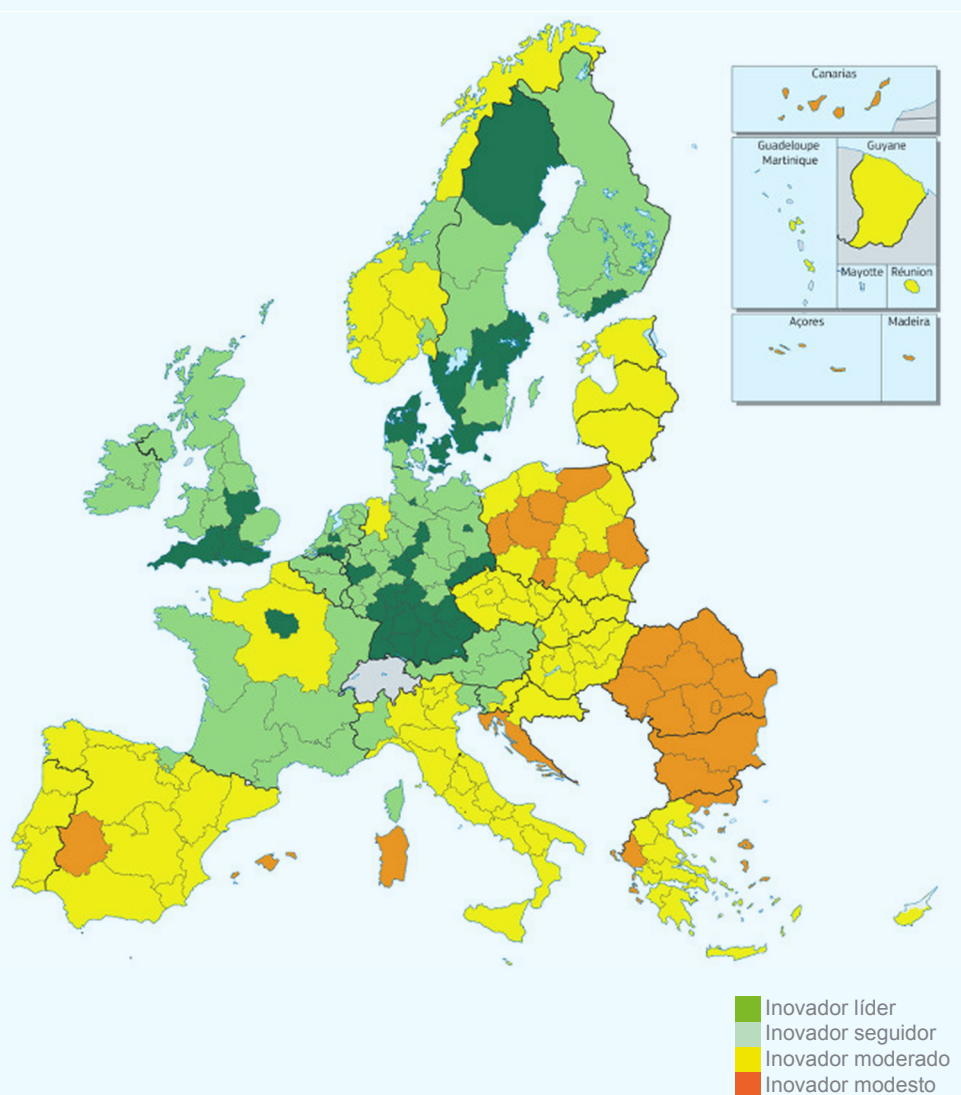 Canarias
Guadeloupe
Martinique
Guyane
Mayotte
Réunion
Açores
Madeira
Inovador líder
Inovador seguidor
Inovador moderado
Inovador modesto